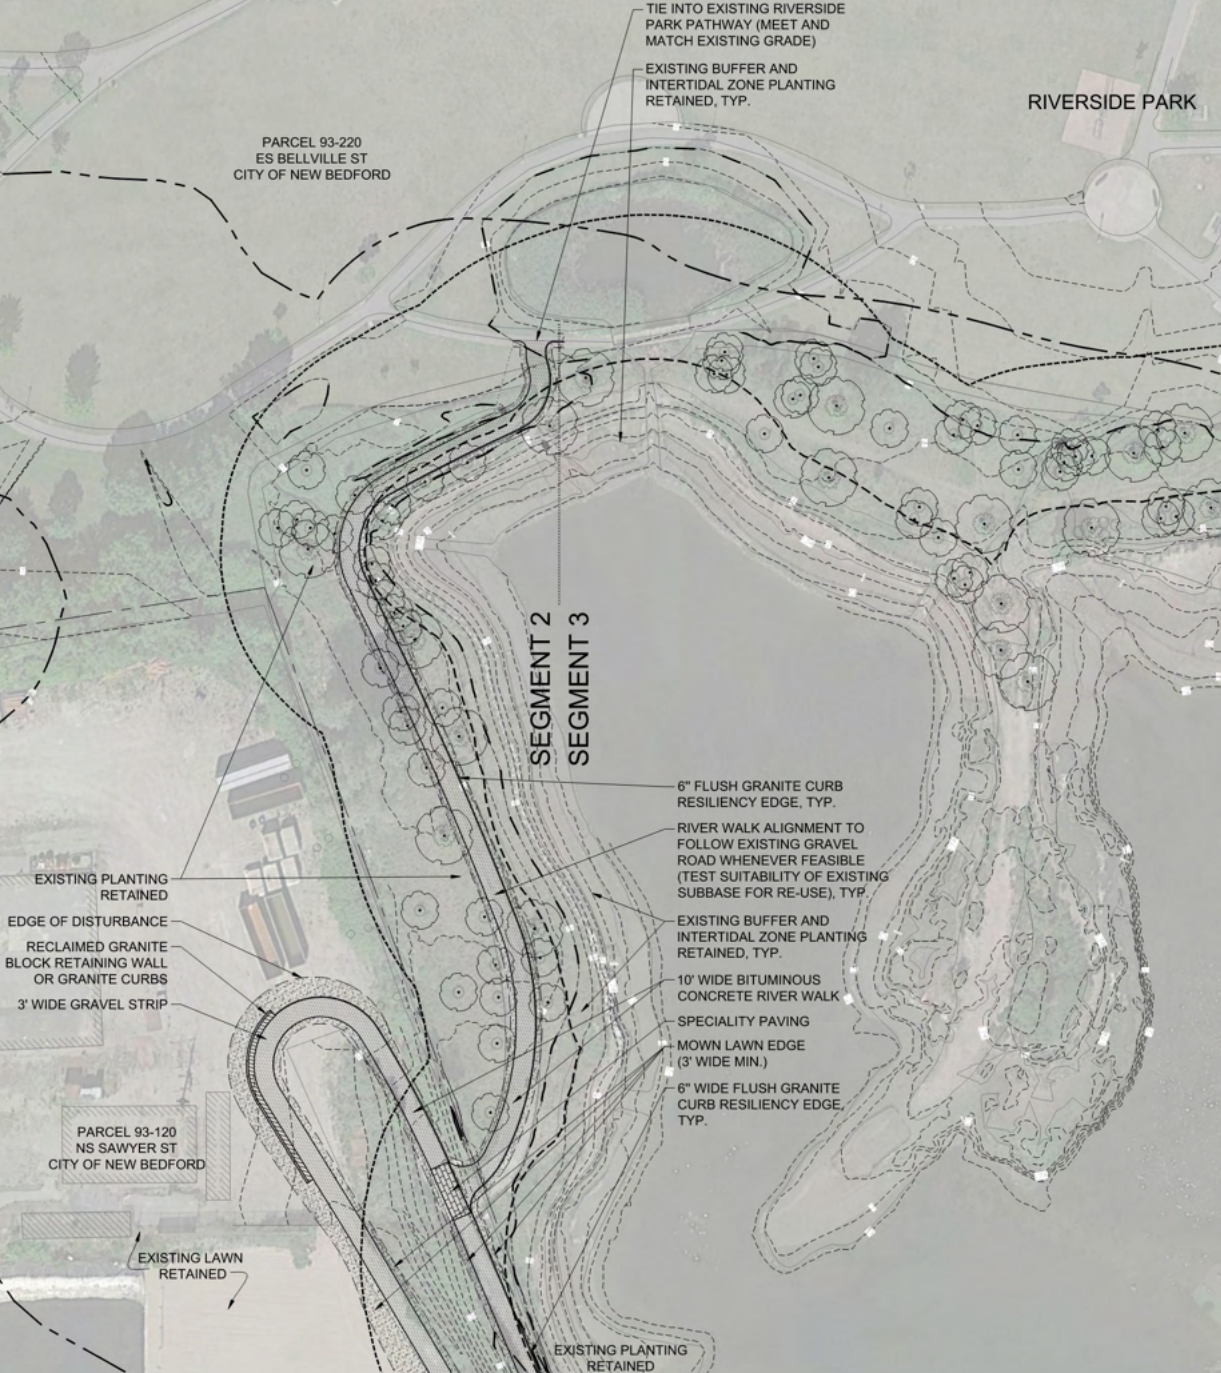 TIE INTO EXISTING RIVERSIDE
PARK PATHWAY (MEET AND
MATCH EXISTING GRADE)
EXISTING BUFFER AND
INTERTIDAL ZONE PLANTING
RETAINED, TYP.
RIVERSIDE PARK
PARCEL 93-220
ES BELLVILLE ST
CITY OF NEW BEDFORD
SEGMENT 2
SEGMENT 3
6" FLUSH GRANITE CURB
RESILIENCY EDGE, TYP.
RIVER WALK ALIGNMENT TO
FOLLOW EXISTING GRAVEL
ROAD WHENEVER FEASIBLE
(TEST SUITABILITY OF EXISTING
SUBBASE FOR RE-USE), TYP.
EXISTING BUFFER AND
INTERTIDAL ZONE PLANTING
RETAINED, TYP.
10' WIDE BITUMINOUS
CONCRETE RIVER WALK
SPECIALITY PAVING
MOWN LAWN EDGE
(3' WIDE MIN.)
6" WIDE FLUSH GRANITE
CURB RESILIENCY EDGE,
TYP.
EXISTING PLANTING
RETAINED
EDGE OF DISTURBANCE
RECLAIMED GRANITE
BLOCK RETAINING WALL
OR GRANITE CURBS
3' WIDE GRAVEL STRIP
PARCEL 93-120
NS SAWYER ST
CITY OF NEW BEDFORD
EXISTING LAWN
RETAINED
EXISTING PLANTING
RETAINED